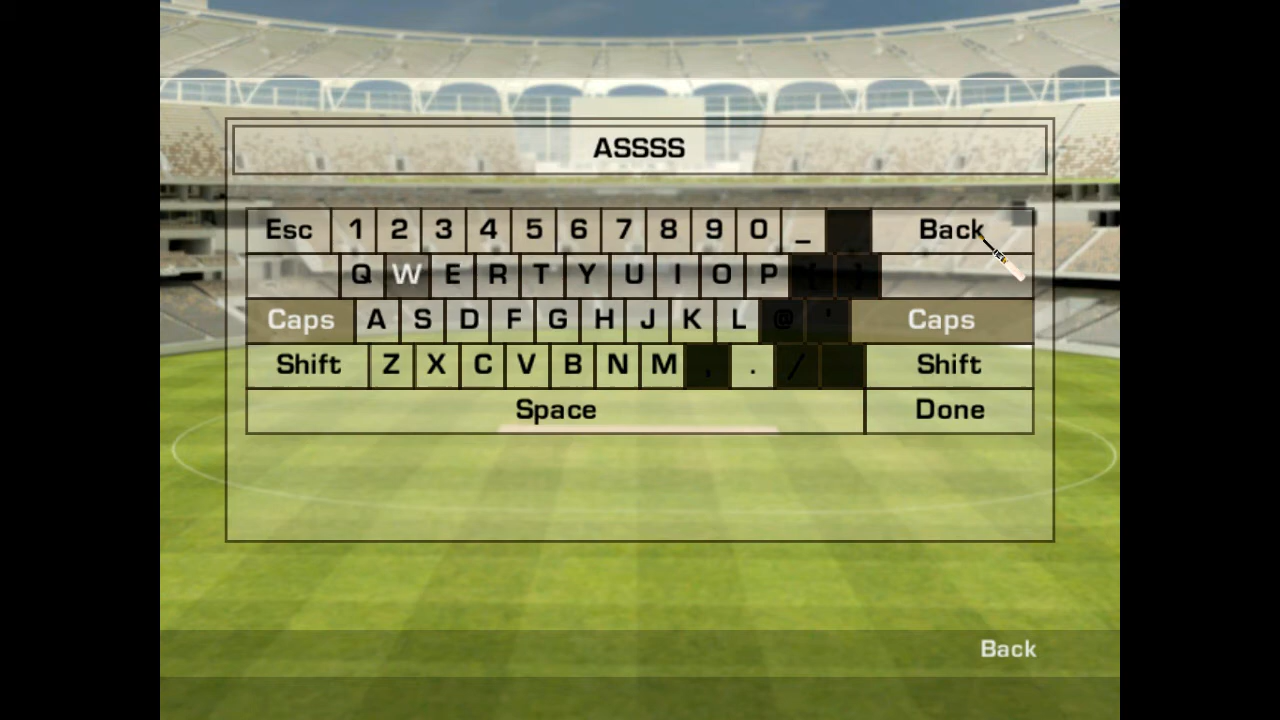 ASSSS
Esc 1 2 3 4 5 6 7 8 9 0 _ Back
Q W E R T Y U I O P [ ]
Caps A S D F G H J K L @ ' Caps
Shift Z X C V B N M , . / Shift
Space Done
Back